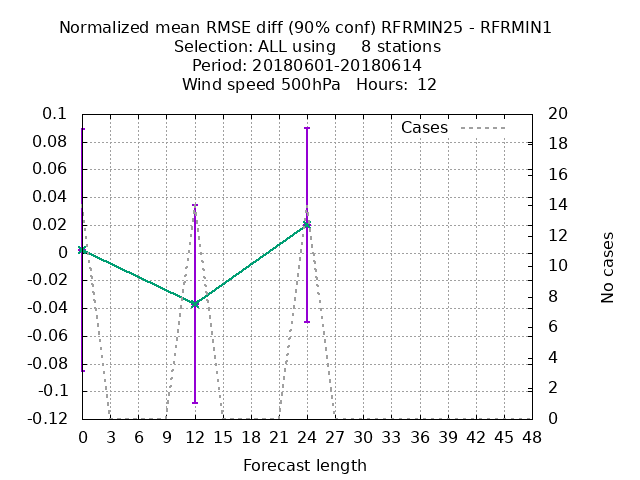 Normalized mean RMSE diff (90% conf) RFRMIN25 - RFRMIN1
Selection: ALL using     8 stations
Period: 20180601-20180614
Wind speed 500hPa   Hours:  12
0.1
0.08
0.06
0.04
0.02
0
-0.02
-0.04
-0.06
-0.08
-0.1
-0.12
Cases
20
18
16
14
12
10
8
6
4
2
0
No cases
0 3 6 9 12 15 18 21 24 27 30 33 36 39 42 45 48
Forecast length